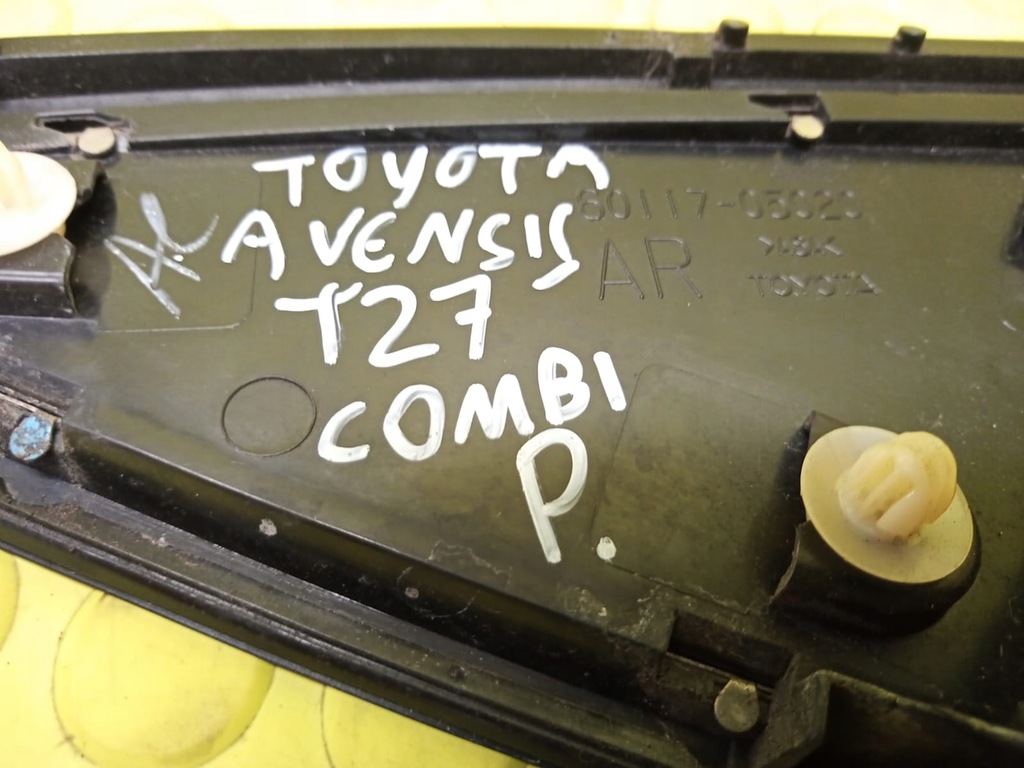 TOYOTA
AVENSIS
T27
COMBI
P.
AR
TOYOTA